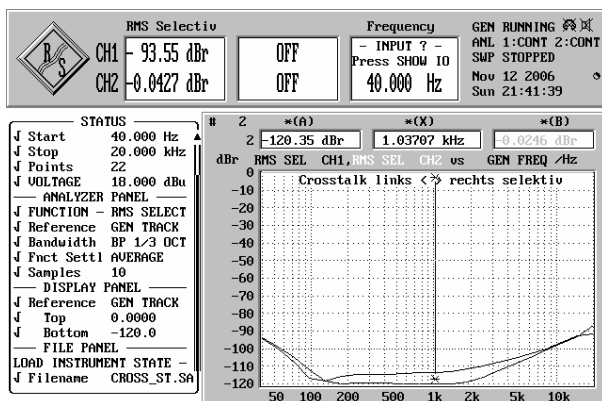 RMS Selectiv
Frequency
GEN RUNNING
CH1 - 93.55 dBr
OFF
- INPUT ? -
Press SHOW IO
ANL 1:CONT 2:CONT
SWP STOPPED
CH2 -0.0427 dBr
OFF
40.000 Hz
Nov 12 2006
Sun 21:41:39
R S
STATUS
Start 40.000 Hz
Stop 20.000 kHz
Points 22
VOLTAGE 18.000 dBu
ANALYZER PANEL
FUNCTION - RMS SELECT
Reference GEN TRACK
Bandwidth BP 1/3 OCT
Fnct Settl AVERAGE
Samples 10
DISPLAY PANEL
Reference GEN TRACK
Top 0.0000
Bottom -120.0
FILE PANEL
LOAD INSTRUMENT STATE -
Filename CROSS_ST.SA
# 2 *(A) *(X) *(B)
2 -120.35 dBr 1.03707 kHz -0.0246 dBr
dBr RMS SEL CH1,RMS SEL CH2 vs GEN FREQ /Hz
Crosstalk links < > rechts selektiv
0
-10
-20
-30
-40
-50
-60
-70
-80
-90
-100
-110
-120
50 100 200 500 1k 2k 5k 10k